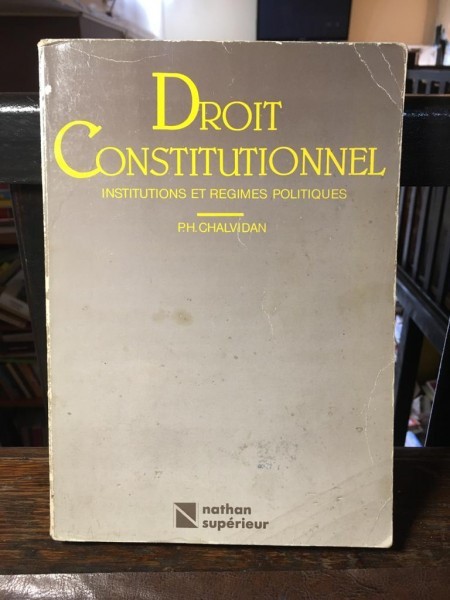 DROIT
CONSTITUTIONNEL
INSTITUTIONS ET REGIMES POLITIQUES
P.H. CHALVIDAN
nathan
supérieur